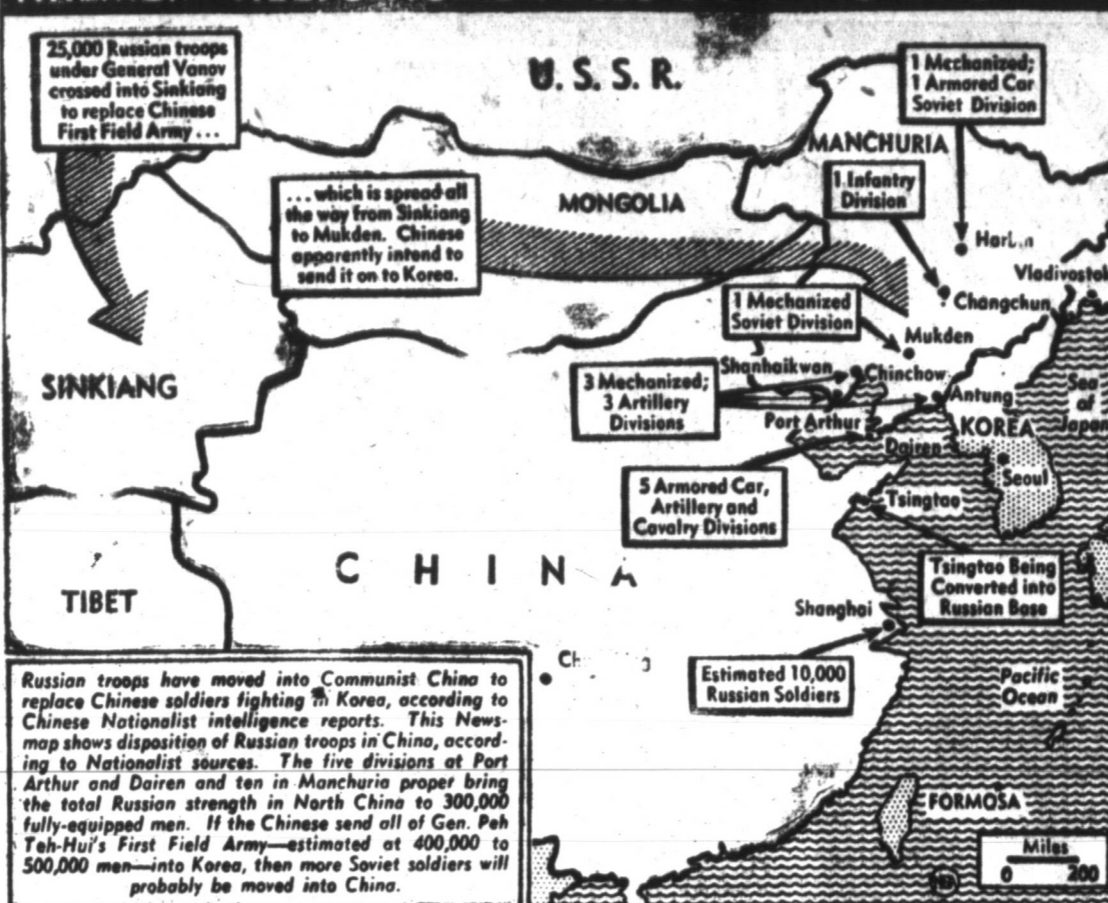 25,000 Russian troops
under General Vanov
crossed into Sinkiang
to replace Chinese
First Field Army . . .
U. S. S. R.
1 Mechanized;
1 Armored Car
Soviet Division
MANCHURIA
1 Infantry
Division
. . . which is spread all
the way from Sinkiang
to Mukden. Chinese
apparently intend to
send it on to Korea.
MONGOLIA
Vladivostok
Changchun
1 Mechanized
Soviet Division
Mukden
SINKIANG
Shanhaikwan
Chinchow
3 Mechanized;
3 Artillery
Divisions
Antung
Sea
of
Japan
Port Arthur
KOREA
Dairen
Seoul
5 Armored Car,
Artillery and
Cavalry Divisions
Tsingtao
CHINA
Tsingtao Being
Converted into
Russian Base
TIBET
Shanghai
Estimated 10,000
Russian Soldiers
Pacific
Ocean
Russian troops have moved into Communist China to
replace Chinese soldiers fighting in Korea, according to
Chinese Nationalist intelligence reports. This News-
map shows disposition of Russian troops in China, accord-
ing to Nationalist sources. The five divisions at Port
Arthur and Dairen and ten in Manchuria proper bring
the total Russian strength in North China to 300,000
fully-equipped men. If the Chinese send all of Gen. Peh
Teh-Hui's First Field Army—estimated at 400,000 to
500,000 men—into Korea, then more Soviet soldiers will
probably be moved into China.
FORMOSA
Miles
0 200